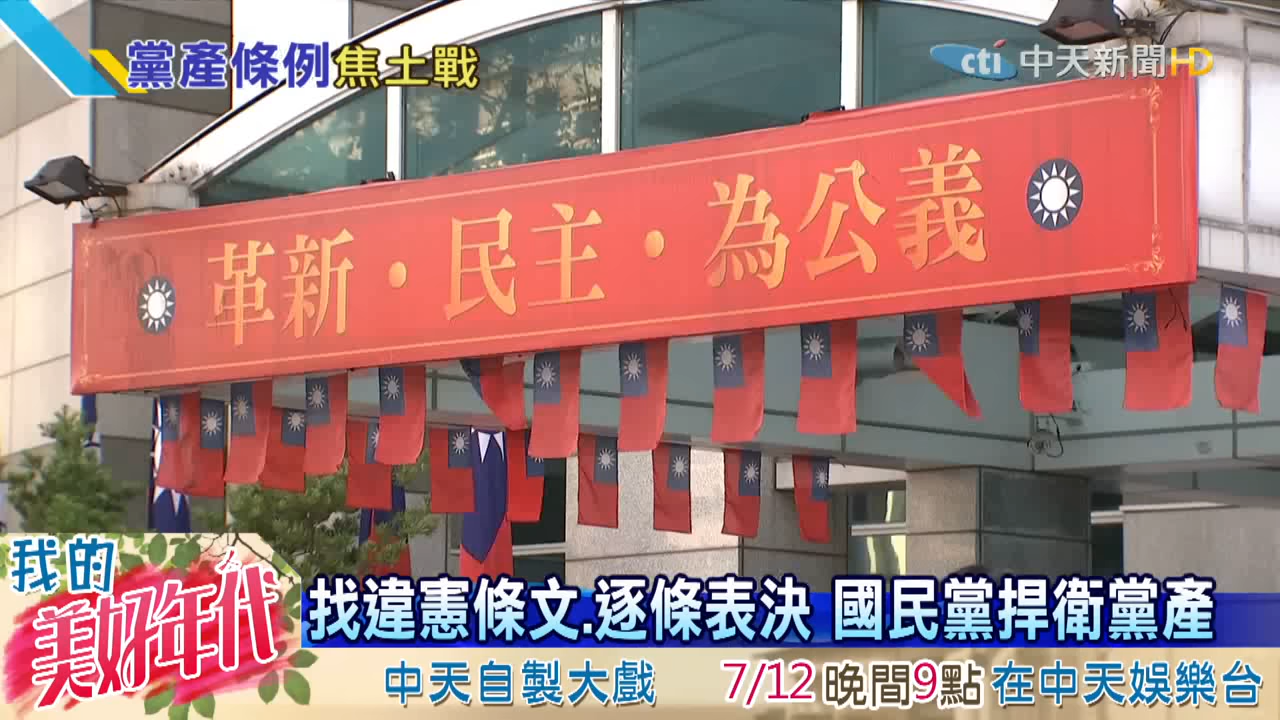 黨產條例焦土戰
cti 中天新聞HD
革新・民主・為公義
我的
美好年代
找違憲條文.逐條表決 國民黨捍衛黨產
中天自製大戲 7/12晚間9點在中天娛樂台